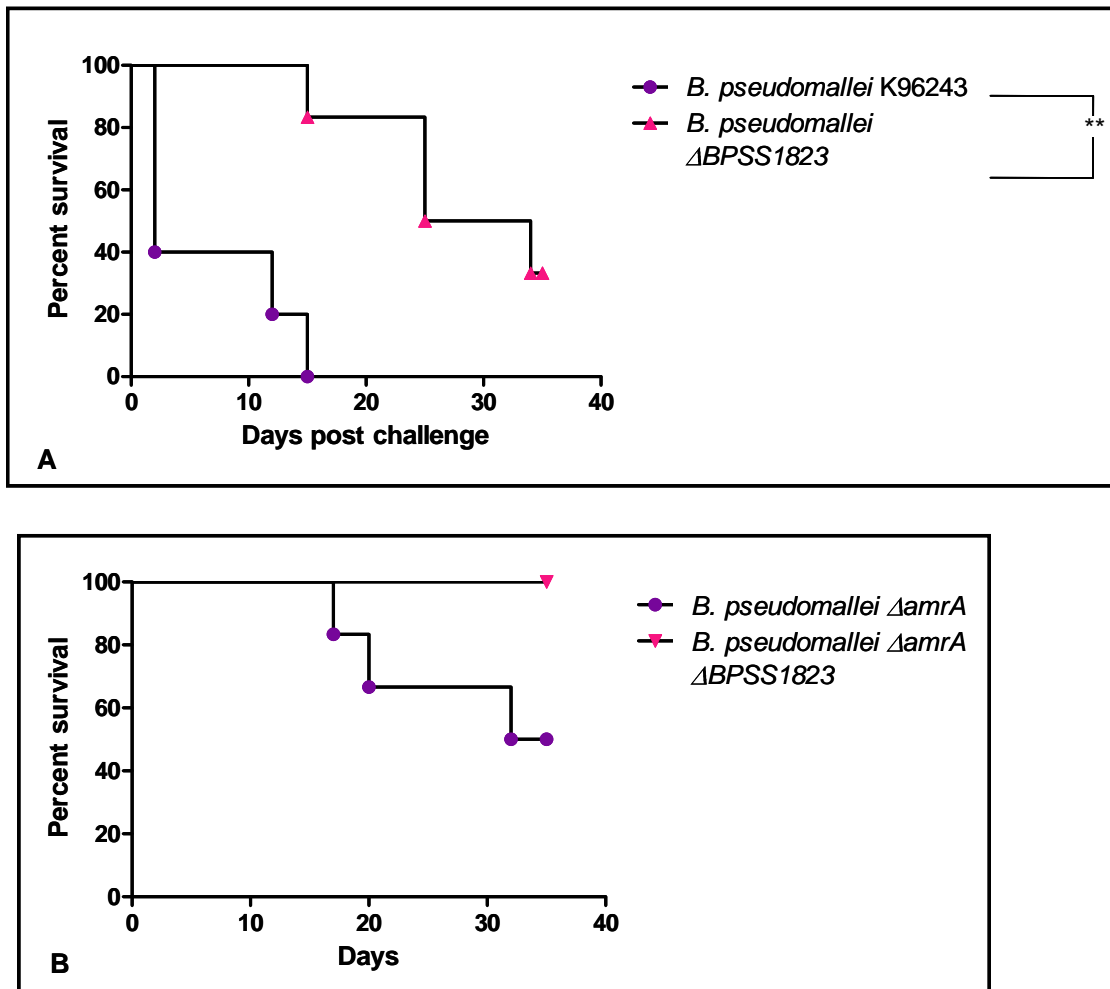 100
80
60
40
20
0
Percent survival
0 10 20 30 40
Days post challenge
A
B. pseudomallei K96243
B. pseudomallei
ΔBPSS1823
**
100
80
60
40
20
0
Percent survival
0 10 20 30 40
Days
B
B. pseudomallei ΔamrA
B. pseudomallei ΔamrA
ΔBPSS1823